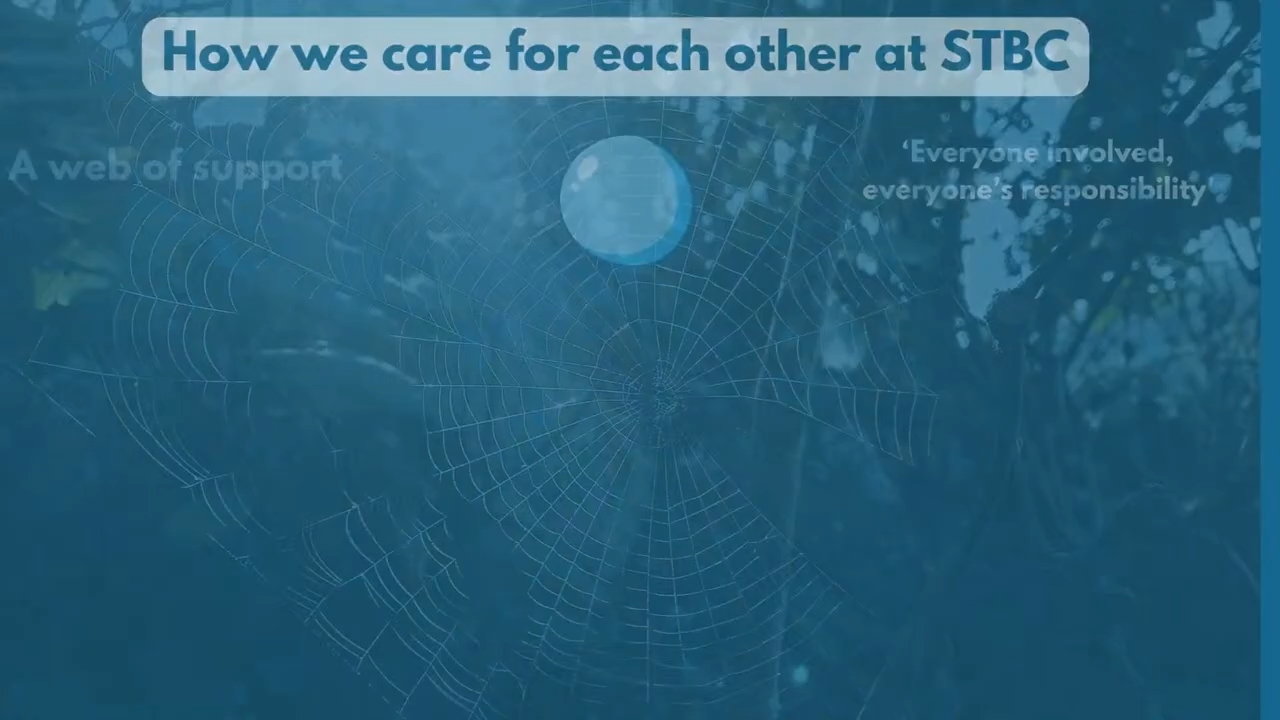 How we care for each other at STBC
A web of support
‘Everyone involved,
everyone’s responsibility’